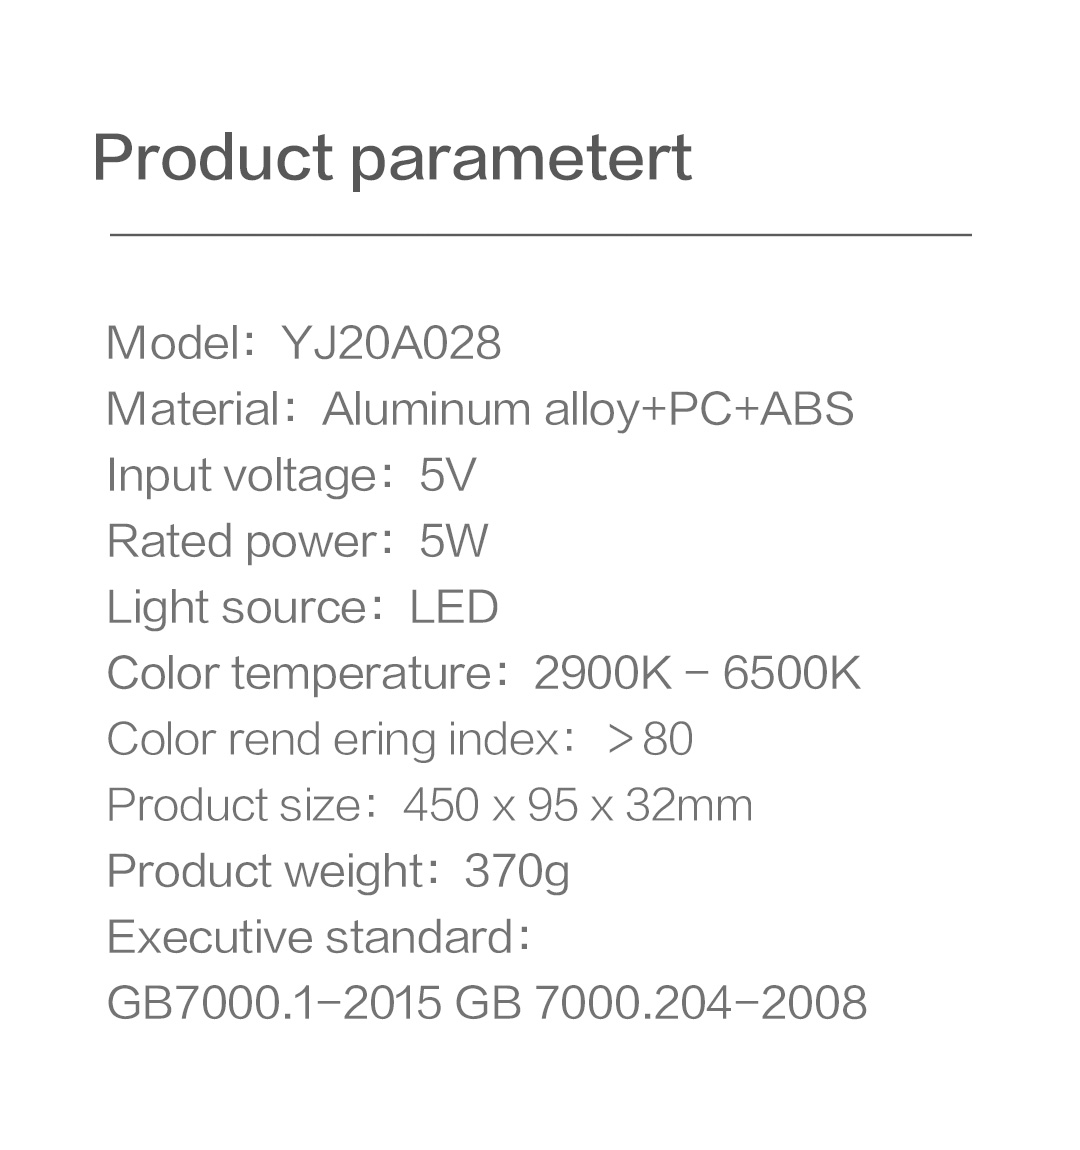 Product parametert
Model： YJ20A028
Material： Aluminum alloy+PC+ABS
Input voltage： 5V
Rated power： 5W
Light source： LED
Color temperature： 2900K - 6500K
Color rend ering index： ＞80
Product size： 450 x 95 x 32mm
Product weight： 370g
Executive standard：
GB7000.1-2015 GB 7000.204-2008